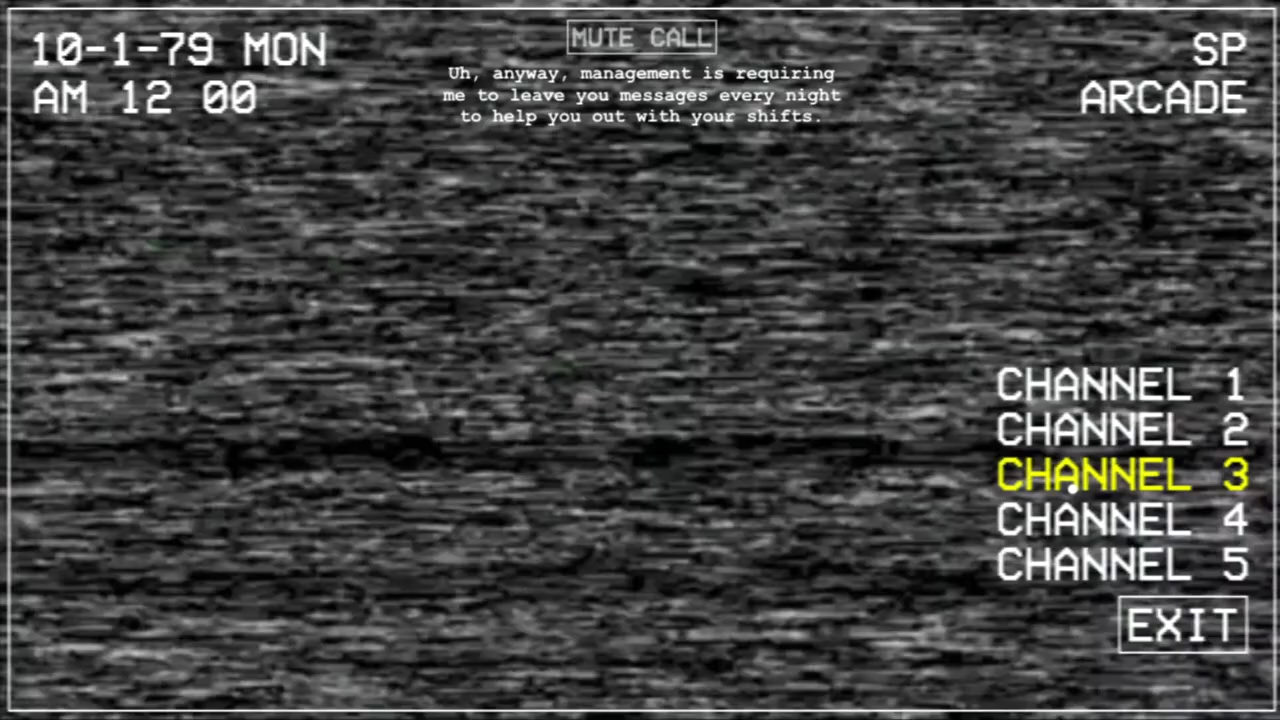 10-1-79 MON
AM 12 00
MUTE CALL
Uh, anyway, management is requiring
me to leave you messages every night
to help you out with your shifts.
SP
ARCADE
CHANNEL 1
CHANNEL 2
CHANNEL 3
CHANNEL 4
CHANNEL 5
EXIT